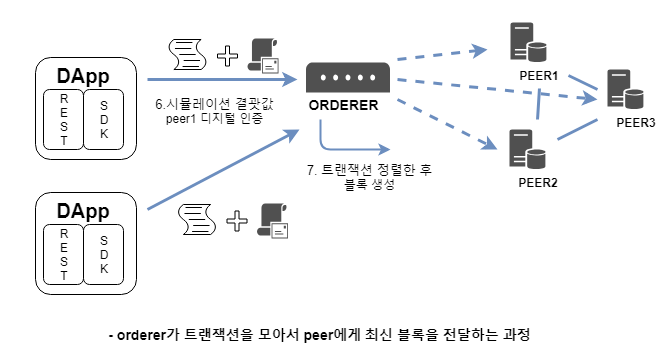 DApp
R
E
S
T
S
D
K
6.시뮬레이션 결괏값
peer1 디지털 인증
ORDERER
7. 트랜잭션 정렬한 후
블록 생성
PEER1
PEER3
PEER2
DApp
R
E
S
T
S
D
K
- orderer가 트랜잭션을 모아서 peer에게 최신 블록을 전달하는 과정